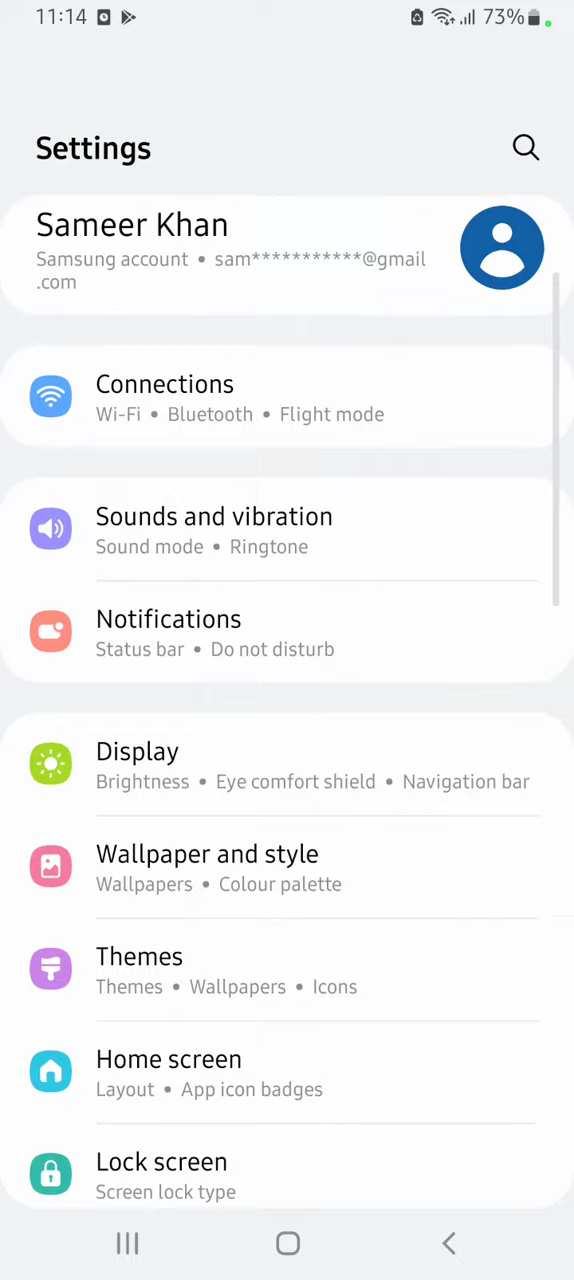 11:14 73%
Settings
Sameer Khan
Samsung account • sam***********@gmail
.com
Connections
Wi-Fi • Bluetooth • Flight mode
Sounds and vibration
Sound mode • Ringtone
Notifications
Status bar • Do not disturb
Display
Brightness • Eye comfort shield • Navigation bar
Wallpaper and style
Wallpapers • Colour palette
Themes
Themes • Wallpapers • Icons
Home screen
Layout • App icon badges
Lock screen
Screen lock type